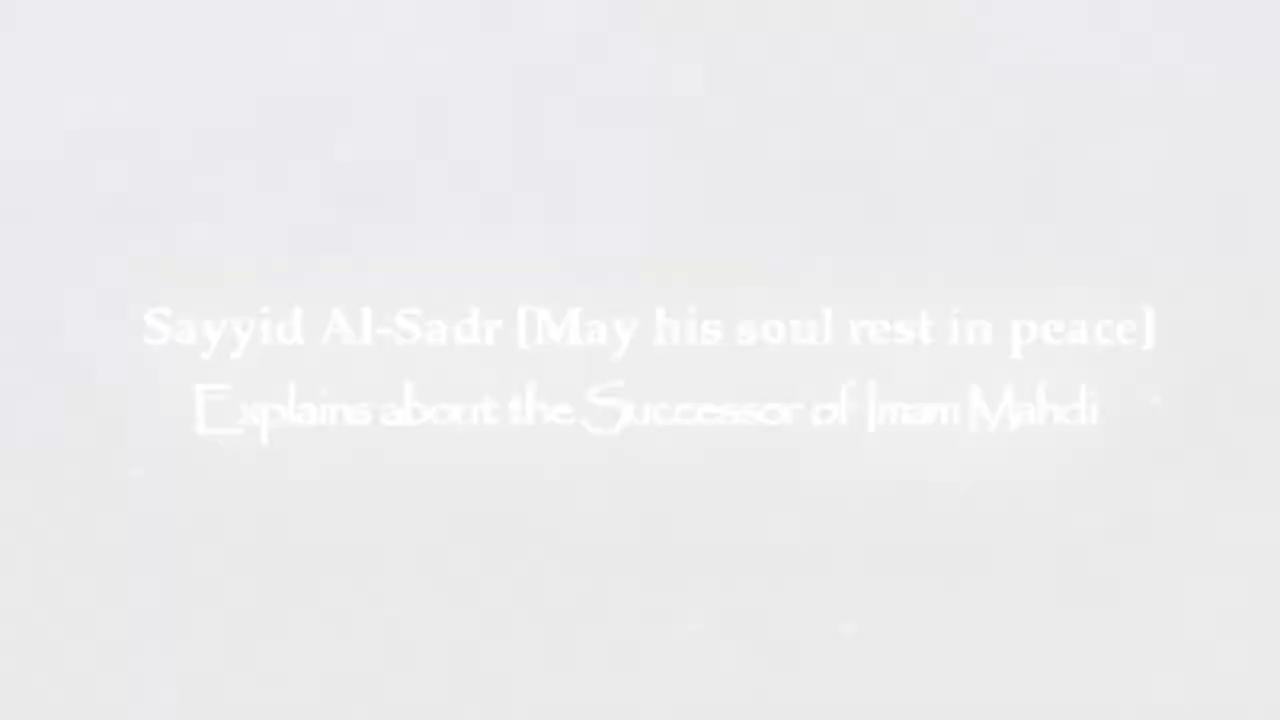 Sayyid Al-Sadr [May his soul rest in peace]
Explains about the Successor of Imam Mahdi